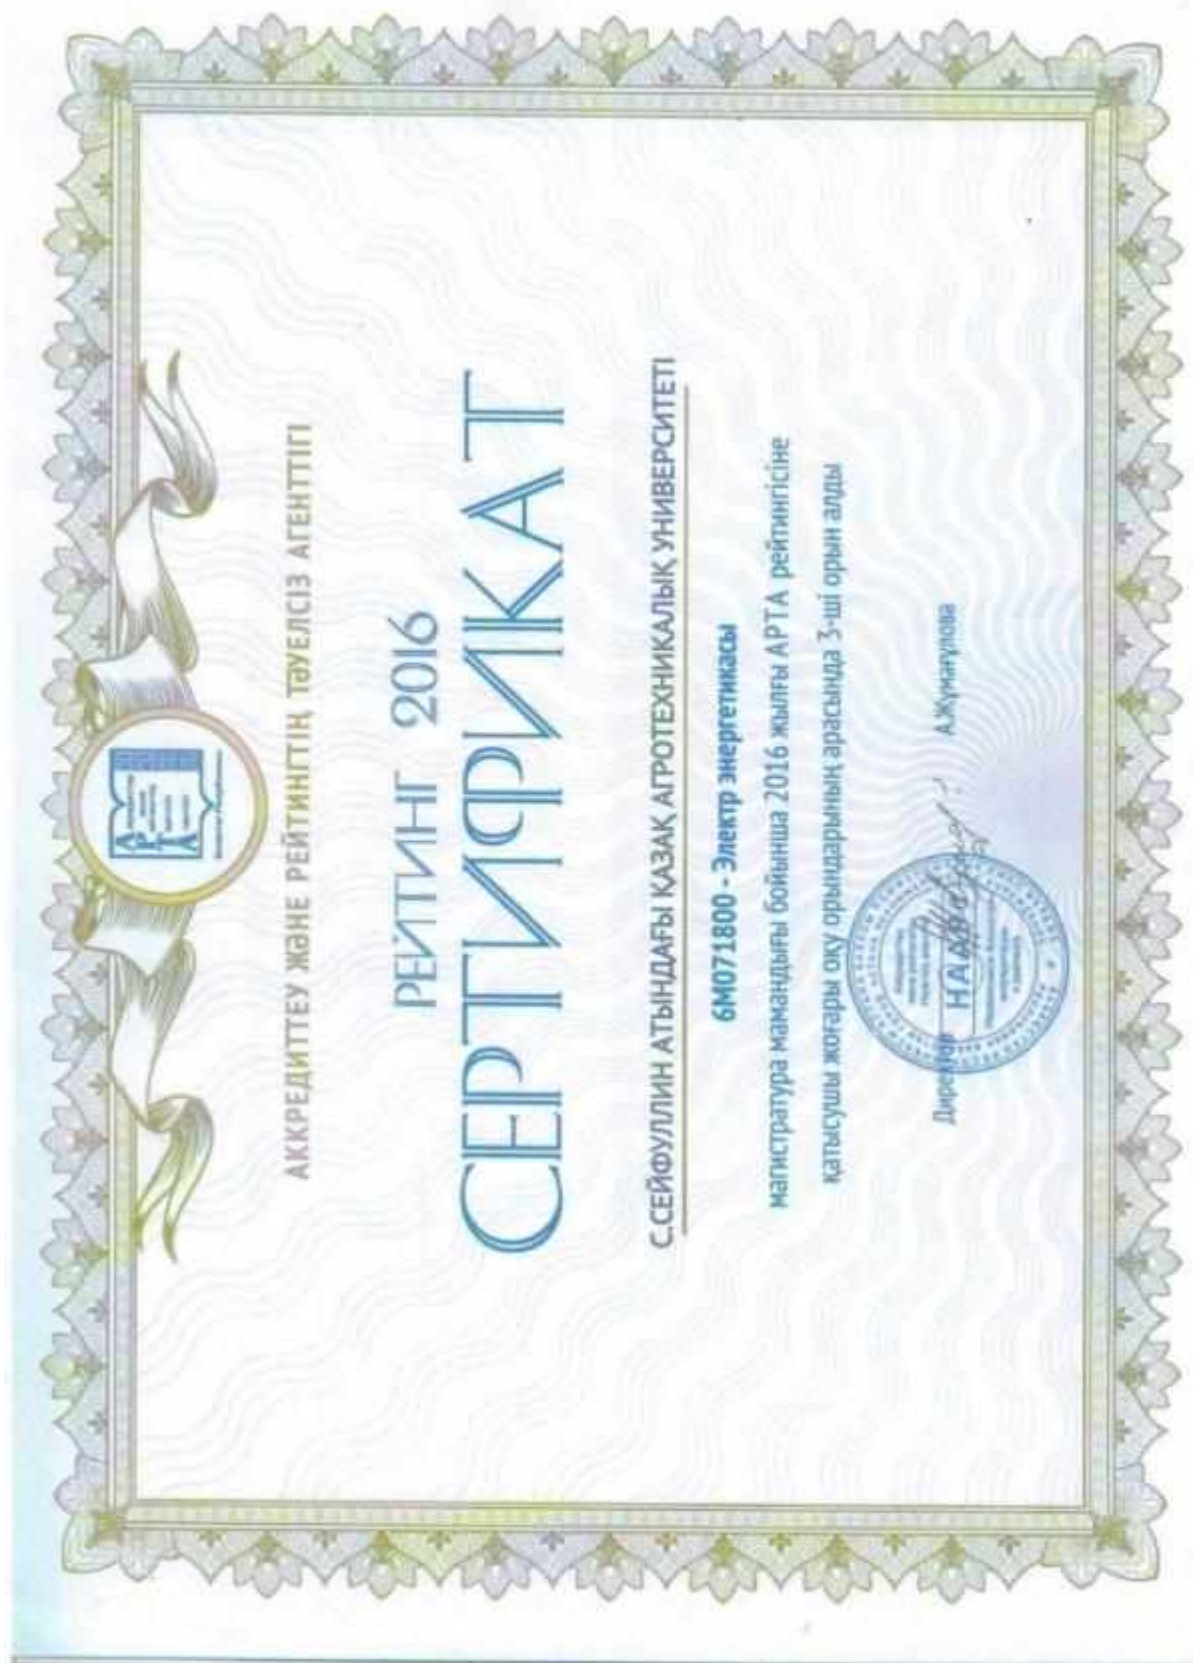 А
Р
Т
А
АККРЕДИТТЕУ ЖӘНЕ РЕЙТИНГТІҢ ТӘУЕЛСІЗ АГЕНТТІГІ
РЕЙТИНГ 2016
СЕРТИФИКАТ
С.СЕЙФУЛЛИН АТЫНДАҒЫ ҚАЗАҚ АГРОТЕХНИКАЛЫҚ УНИВЕРСИТЕТІ
6М071800 - Электр энергетикасы
магистратура мамандығы бойынша 2016 жылғы АРТА рейтингісіне
қатысушы жоғары оқу орындарының арасында 3-ші орын алды
Директор А.Жұмағұлова